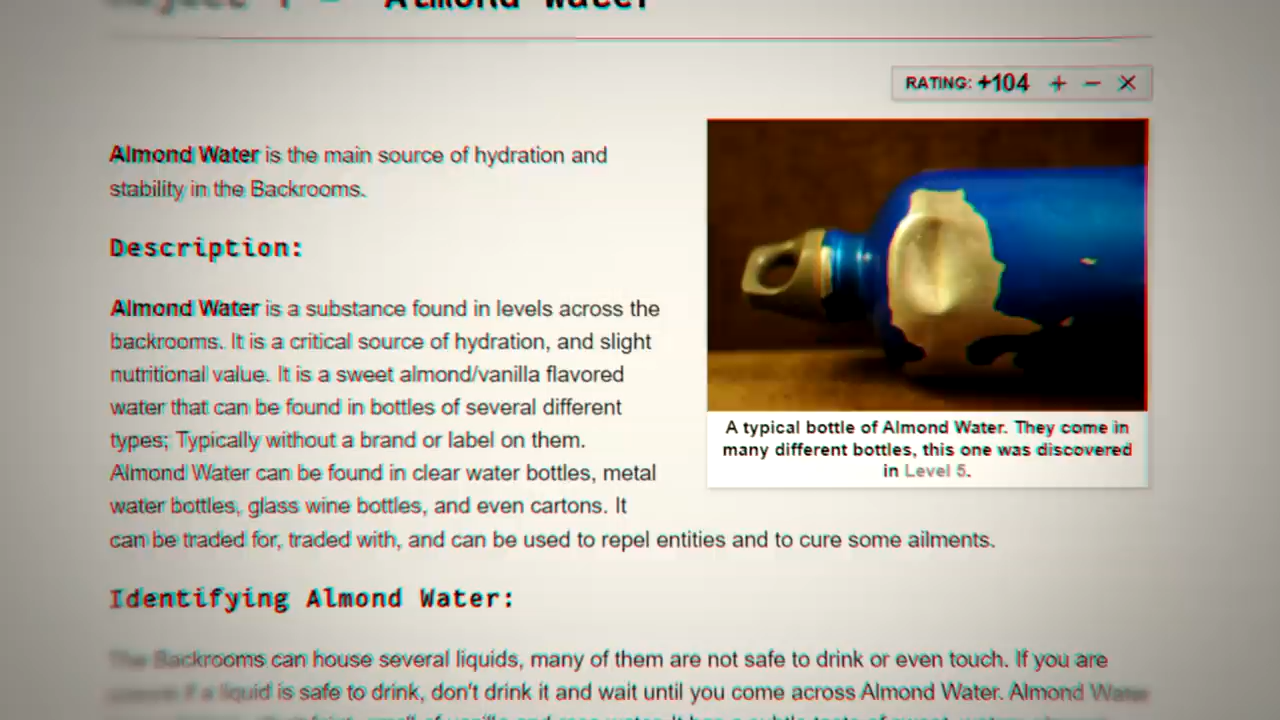 Almond Water
RATING: +104 + − ×
Almond Water is the main source of hydration and
stability in the Backrooms.
Description:
Almond Water is a substance found in levels across the
backrooms. It is a critical source of hydration, and slight
nutritional value. It is a sweet almond/vanilla flavored
water that can be found in bottles of several different
types; Typically without a brand or label on them.
Almond Water can be found in clear water bottles, metal
water bottles, glass wine bottles, and even cartons. It
can be traded for, traded with, and can be used to repel entities and to cure some ailments.
A typical bottle of Almond Water. They come in
many different bottles, this one was discovered
in Level 5.
Identifying Almond Water:
The Backrooms can house several liquids, many of them are not safe to drink or even touch. If you are
if a liquid is safe to drink, don't drink it and wait until you come across Almond Water. Almond Water